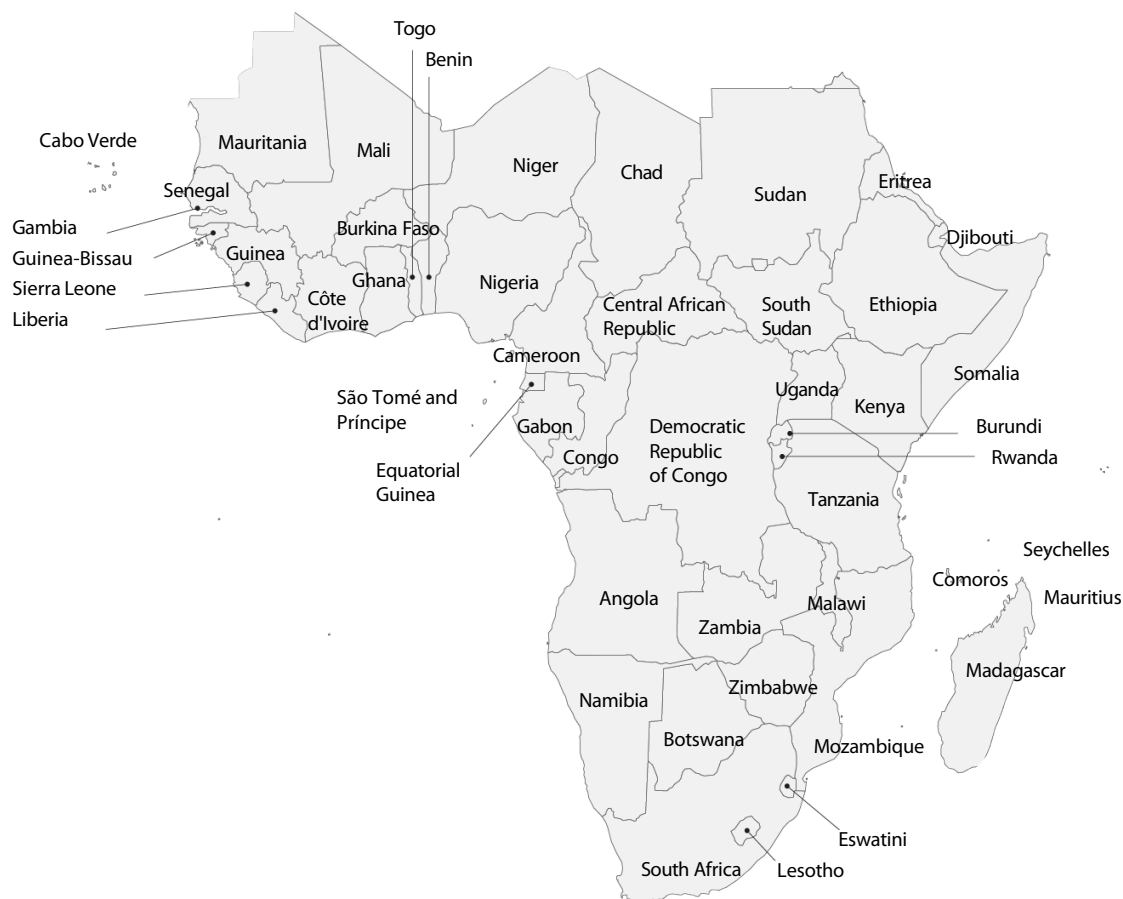 Togo
Benin
Cabo Verde
Mauritania
Mali
Niger
Chad
Sudan
Eritrea
Senegal
Gambia
Burkina Faso
Djibouti
Guinea-Bissau
Guinea
Sierra Leone
Ghana
Nigeria
Liberia
Côte
d'Ivoire
Central African
Republic
South
Sudan
Ethiopia
Cameroon
Somalia
Uganda
Kenya
São Tomé and
Príncipe
Gabon
Democratic
Republic
of Congo
Burundi
Congo
Rwanda
Equatorial
Guinea
Tanzania
Seychelles
Comoros
Mauritius
Angola
Malawi
Zambia
Madagascar
Zimbabwe
Namibia
Botswana
Mozambique
Eswatini
South Africa
Lesotho